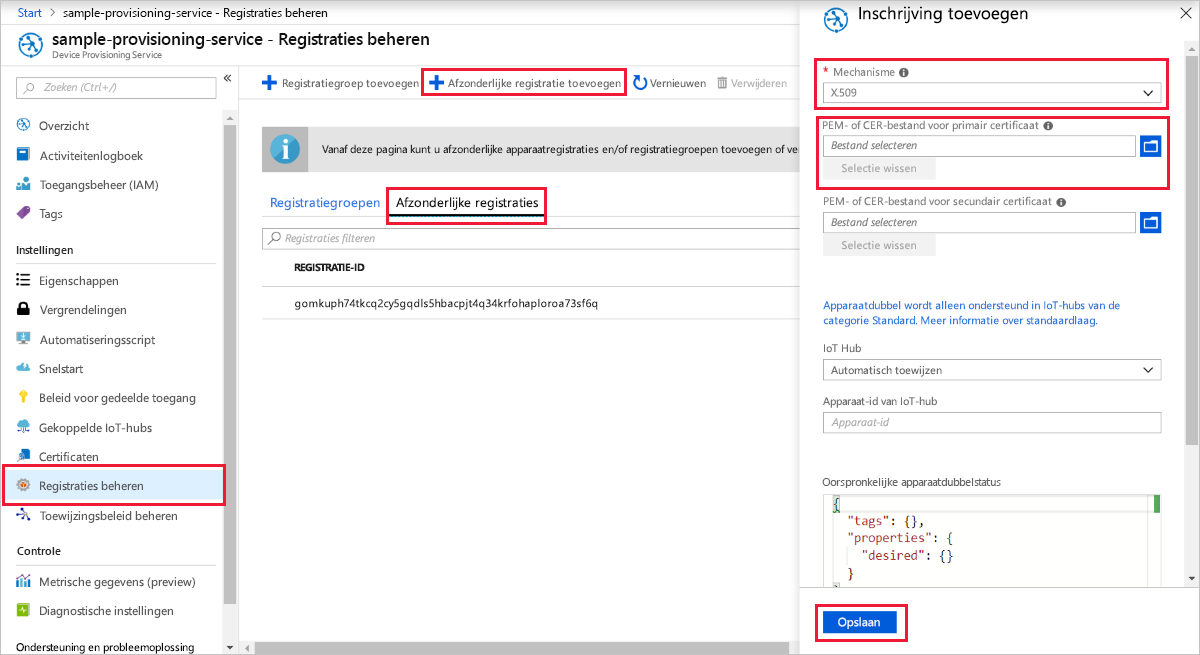 Start > sample-provisioning-service - Registraties beheren
sample-provisioning-service - Registraties beheren
Device Provisioning Service
Zoeken (Ctrl+/)
«
Overzicht
Activiteitenlogboek
Toegangsbeheer (IAM)
Tags
Instellingen
Eigenschappen
Vergrendelingen
Automatiseringsscript
Snelstart
Beleid voor gedeelde toegang
Gekoppelde IoT-hubs
Certificaten
Registraties beheren
Toewijzingsbeleid beheren
Controle
Metrische gegevens (preview)
Diagnostische instellingen
Ondersteuning en probleemoplossing
Registratiegroep toevoegen
Afzonderlijke registratie toevoegen
Vernieuwen
Verwijderen
Vanaf deze pagina kunt u afzonderlijke apparaatregistraties en/of registratiegroepen toevoegen of ve
Registratiegroepen
Afzonderlijke registraties
Registraties filteren
REGISTRATIE-ID
gomkuph74tkcq2cy5gqdls5hbacpjt4q34krfohaploroa73sf6q
Inschrijving toevoegen
* Mechanisme
X.509
PEM- of CER-bestand voor primair certificaat
Bestand selecteren
Selectie wissen
PEM- of CER-bestand voor secundair certificaat
Bestand selecteren
Selectie wissen
Apparaatdubbel wordt alleen ondersteund in IoT-hubs van de
categorie Standard. Meer informatie over standaardlaag.
IoT Hub
Automatisch toewijzen
Apparaat-id van IoT-hub
Apparaat-id
Oorspronkelijke apparaatdubbelstatus
{
"tags": {},
"properties": {
"desired": {}
}
Opslaan